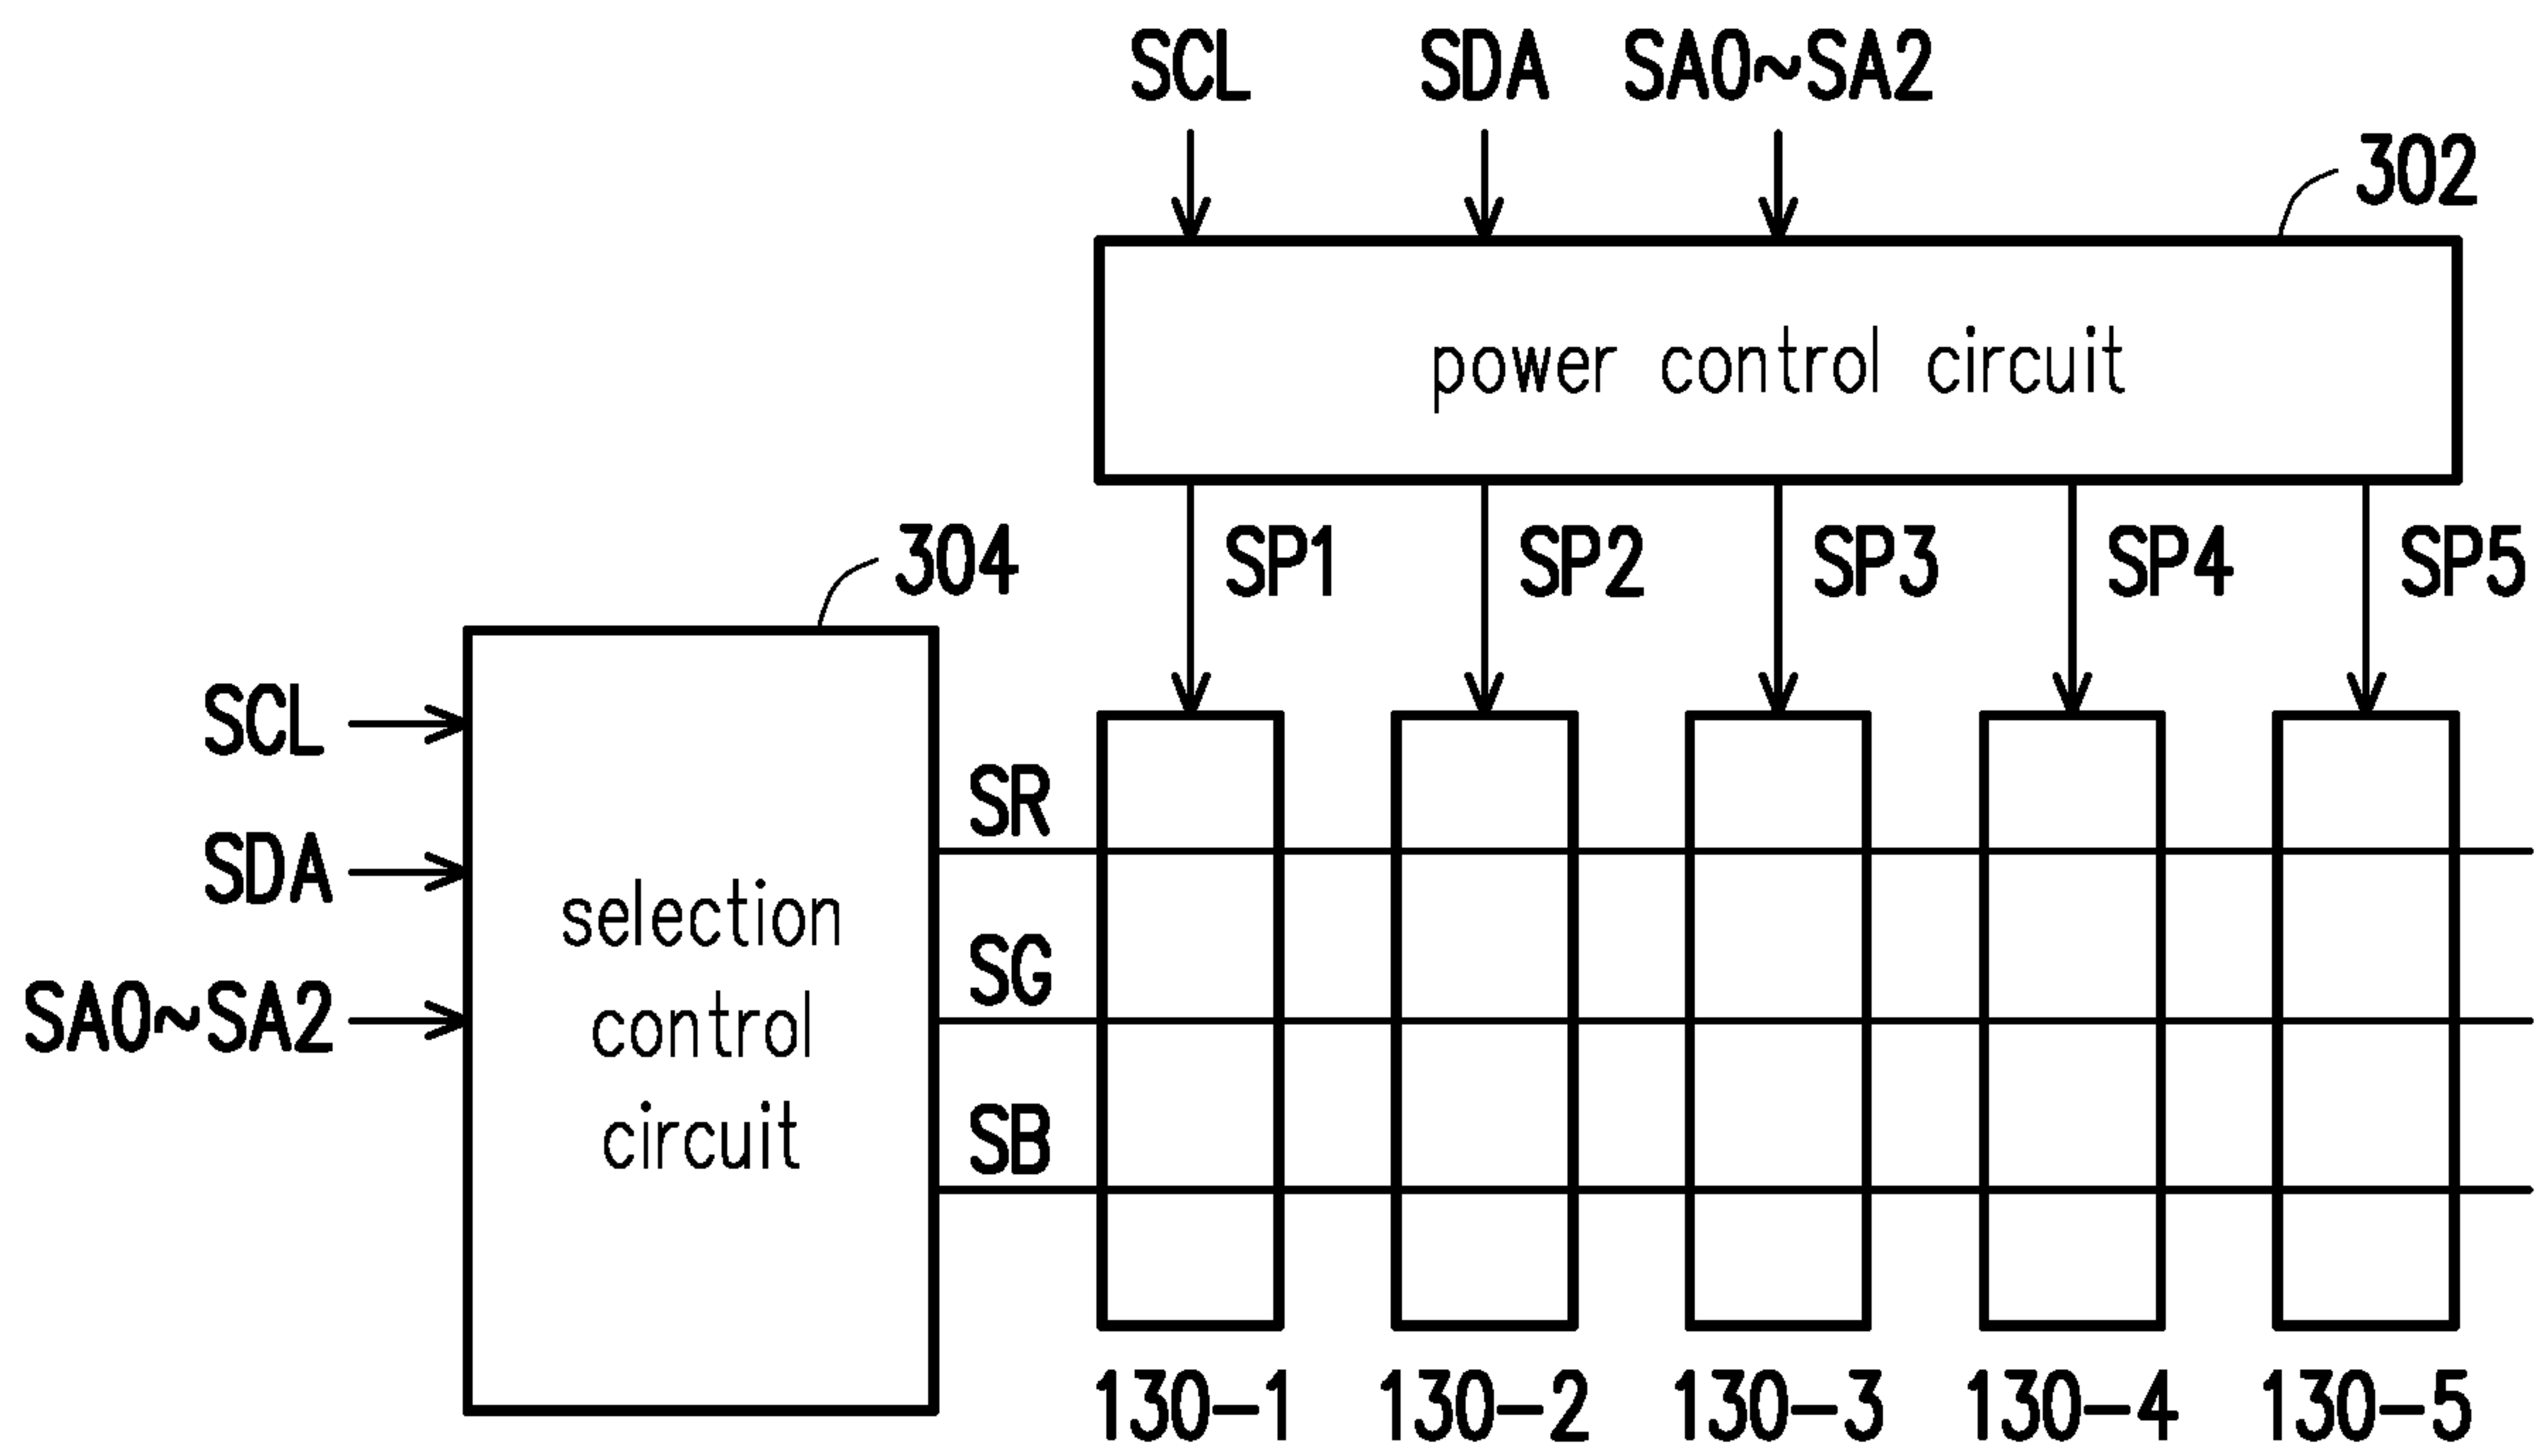 SCL SDA SA0~SA2
302
power control circuit
304 SP1 SP2 SP3 SP4 SP5
SCL
SR
SDA
selection
SG
SA0~SA2
control
SB
circuit
130-1 130-2 130-3 130-4 130-5